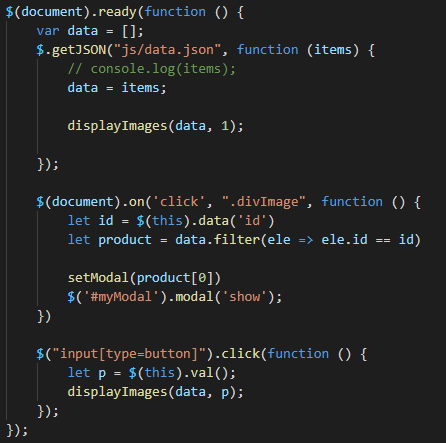 $(document).ready(function () {
    var data = [];
    $.getJSON("js/data.json", function (items) {
        // console.log(items);
        data = items;

        displayImages(data, 1);

    });

    $(document).on('click', ".divImage", function () {
        let id = $(this).data('id')
        let product = data.filter(ele => ele.id == id)

        setModal(product[0])
        $('#myModal').modal('show');
    })

    $("input[type=button]").click(function () {
        let p = $(this).val();
        displayImages(data, p);
    });
});